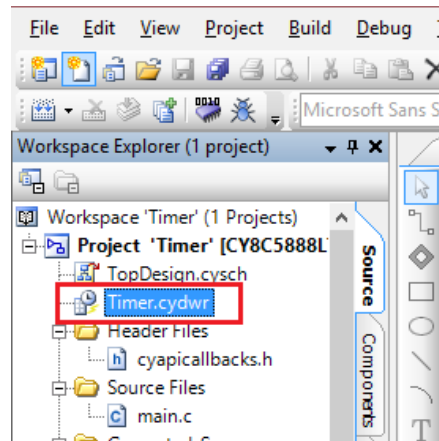 File Edit View Project Build Debug
Microsoft Sans S
Workspace Explorer (1 project)
Workspace 'Timer' (1 Projects)
Project 'Timer' [CY8C5888L
TopDesign.cysch
Timer.cydwr
Header Files
cyapicallbacks.h
Source Files
main.c
Source
Components